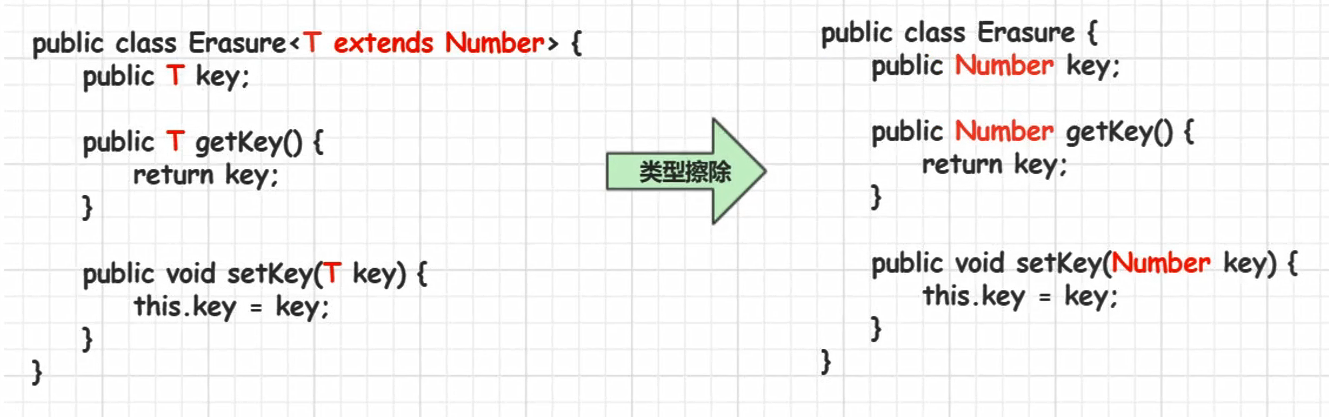 public class Erasure<T extends Number> {
public T key;
public T getKey() {
return key;
}
public void setKey(T key) {
this.key = key;
}
}
类型擦除
public class Erasure {
public Number key;
public Number getKey() {
return key;
}
public void setKey(Number key) {
this.key = key;
}
}